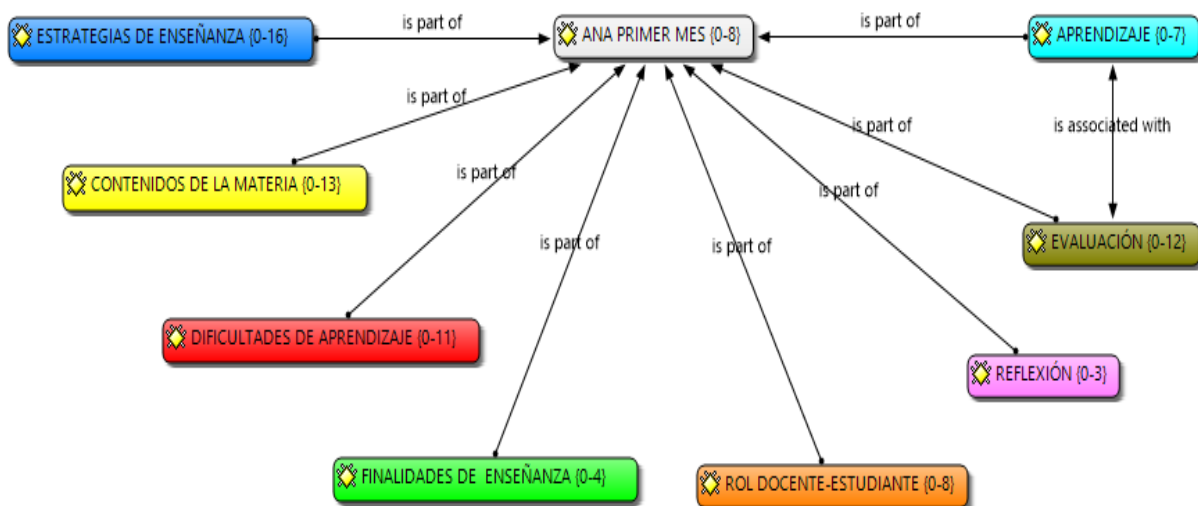 is part of
is part of
ESTRATEGIAS DE ENSEÑANZA {0-16}
ANA PRIMER MES {0-8}
APRENDIZAJE {0-7}
is part of
is part of
is associated with
is part of
CONTENIDOS DE LA MATERIA {0-13}
is part of
EVALUACIÓN {0-12}
is part of
is part of
DIFICULTADES DE APRENDIZAJE {0-11}
REFLEXIÓN {0-3}
FINALIDADES DE  ENSEÑANZA {0-4}
ROL DOCENTE-ESTUDIANTE {0-8}